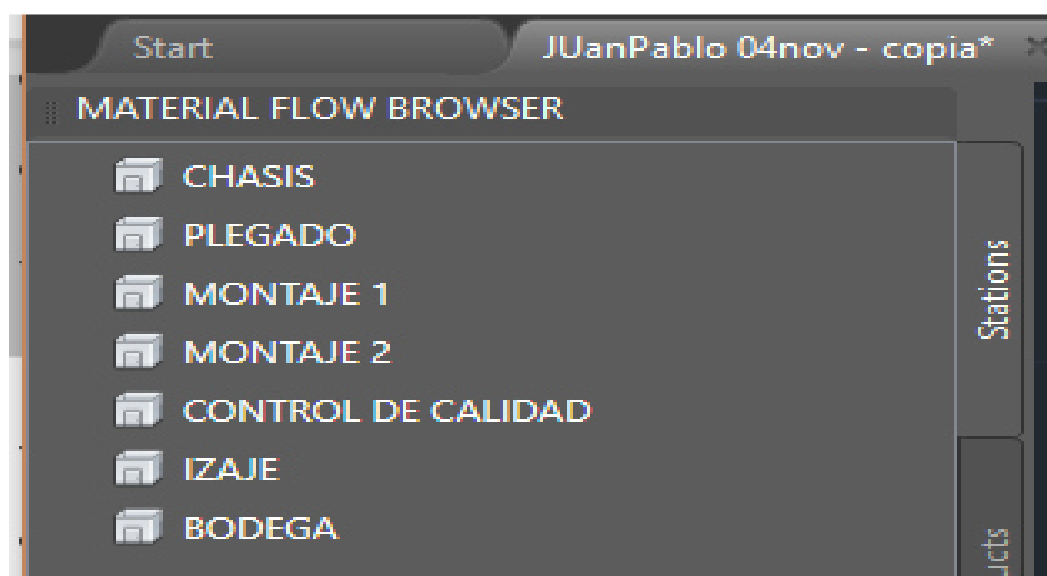 Start
JUanPablo 04nov - copia*
MATERIAL FLOW BROWSER
CHASIS
PLEGADO
MONTAJE 1
MONTAJE 2
CONTROL DE CALIDAD
IZAJE
BODEGA
Stations